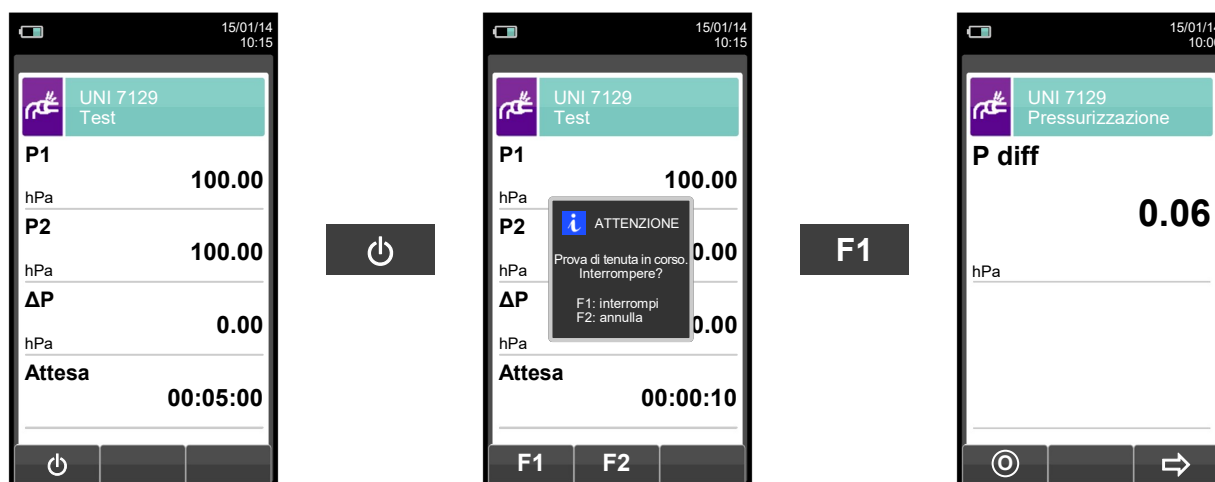 15/01/14
10:15
UNI 7129
Test
P1
100.00
hPa
P2
100.00
hPa
ΔP
0.00
hPa
Attesa
00:05:00
15/01/14
10:15
UNI 7129
Test
P1
100.00
hPa
P2
0.00
hPa
ΔP
0.00
hPa
Attesa
00:00:10
i ATTENZIONE
Prova di tenuta in corso.
Interrompere?
F1: interrompi
F2: annulla
F1 F2
F1
15/01/14
UNI 7129
Pressurizzazione
P diff
0.06
hPa